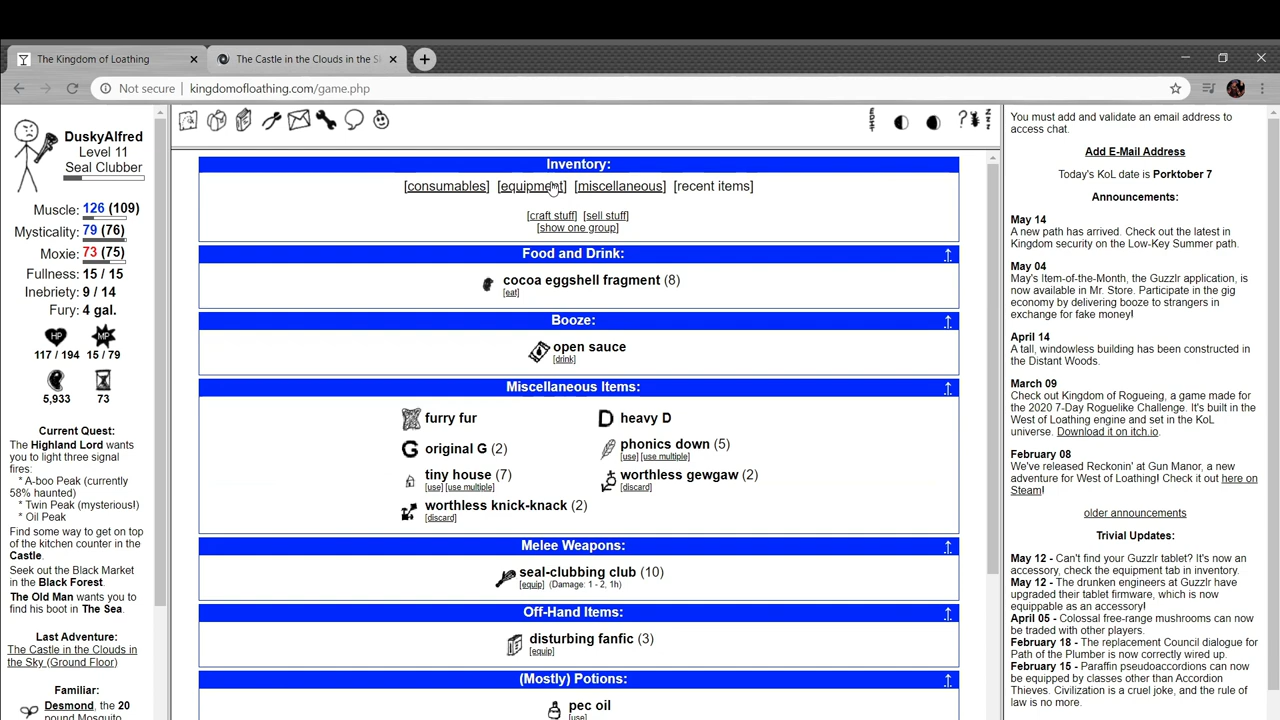 The Kingdom of Loathing
The Castle in the Clouds in the S
Not secure
kingdomofloathing.com/game.php
DuskyAlfred
Level 11
Seal Clubber
Muscle: 126 (109)
Mysticality: 79 (76)
Moxie: 73 (75)
Fullness: 15 / 15
Inebriety: 9 / 14
Fury: 4 gal.
HP
MP
117 / 194
15 / 79
5,933
73
Current Quest:
The Highland Lord wants
you to light three signal
fires:
* A-boo Peak (currently
58% haunted)
* Twin Peak (mysterious!)
* Oil Peak
Find some way to get on top
of the kitchen counter in the
Castle.
Seek out the Black Market
in the Black Forest.
The Old Man wants you to
find his boot in The Sea.
Last Adventure:
The Castle in the Clouds in
the Sky (Ground Floor)
Familiar:
Desmond, the 20
pound Mosquito
EDIT
?
Z
z
z
Inventory:
[consumables] [equipment] [miscellaneous] [recent items]
[craft stuff] [sell stuff]
[show one group]
Food and Drink:
cocoa eggshell fragment (8)
[eat]
Booze:
open sauce
[drink]
Miscellaneous Items:
furry fur
D heavy D
G original G (2)
phonics down (5)
[use] [use multiple]
tiny house (7)
[use] [use multiple]
worthless gewgaw (2)
[discard]
worthless knick-knack (2)
[discard]
Melee Weapons:
seal-clubbing club (10)
[equip] (Damage: 1 - 2, 1h)
Off-Hand Items:
disturbing fanfic (3)
[equip]
(Mostly) Potions:
pec oil
[use]
You must add and validate an email address to
access chat.
Add E-Mail Address
Today's KoL date is Porktober 7
Announcements:
May 14
A new path has arrived. Check out the latest in
Kingdom security on the Low-Key Summer path.
May 04
May's Item-of-the-Month, the Guzzlr application, is
now available in Mr. Store. Participate in the gig
economy by delivering booze to strangers in
exchange for fake money!
April 14
A tall, windowless building has been constructed in
the Distant Woods.
March 09
Check out Kingdom of Rogueing, a game made for
the 2020 7-Day Roguelike Challenge. It's built in the
West of Loathing engine and set in the KoL
universe. Download it on itch.io.
February 08
We've released Reckonin' at Gun Manor, a new
adventure for West of Loathing! Check it out here on
Steam!
older announcements
Trivial Updates:
May 12 - Can't find your Guzzlr tablet? It's now an
accessory, check the equipment tab in inventory.
May 12 - The drunken engineers at Guzzlr have
upgraded their tablet firmware, which is now
equippable as an accessory!
April 05 - Colossal free-range mushrooms can now
be traded with other players.
February 18 - The replacement Council dialogue for
Path of the Plumber is now correctly wired up.
February 15 - Paraffin pseudoaccordions can now
be equipped by classes other than Accordion
Thieves. Civilization is a cruel joke, and the rule of
law is no more.